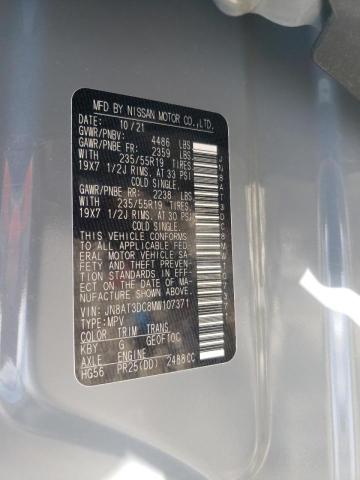 MFD BY NISSAN MOTOR CO.,LTD.
DATE: 10/21
GVWR/PNBV: 4486 LBS
GAWR/PNBE FR: 2359 LBS
WITH 235/55R19 TIRES
19X7 1/2J RIMS, AT 33 PSI
COLD SINGLE.
GAWR/PNBE RR: 2238 LBS
WITH 235/55R19 TIRES
19X7 1/2J RIMS, AT 30 PSI
COLD SINGLE.
THIS VEHICLE CONFORMS
TO ALL APPLICABLE FED-
ERAL MOTOR VEHICLE SA-
FETY AND THEFT PREVEN-
TION STANDARDS IN EFFECT
ON THE DATE OF MA-
NUFACTURE SHOWN ABOVE.
VIN: JN8AT3DC8MW107371
TYPE: MPV
COLOR TRIM TRANS
KBY G GE0F10C
AXLE ENGINE
HG56 PR25(DD) 2488CC